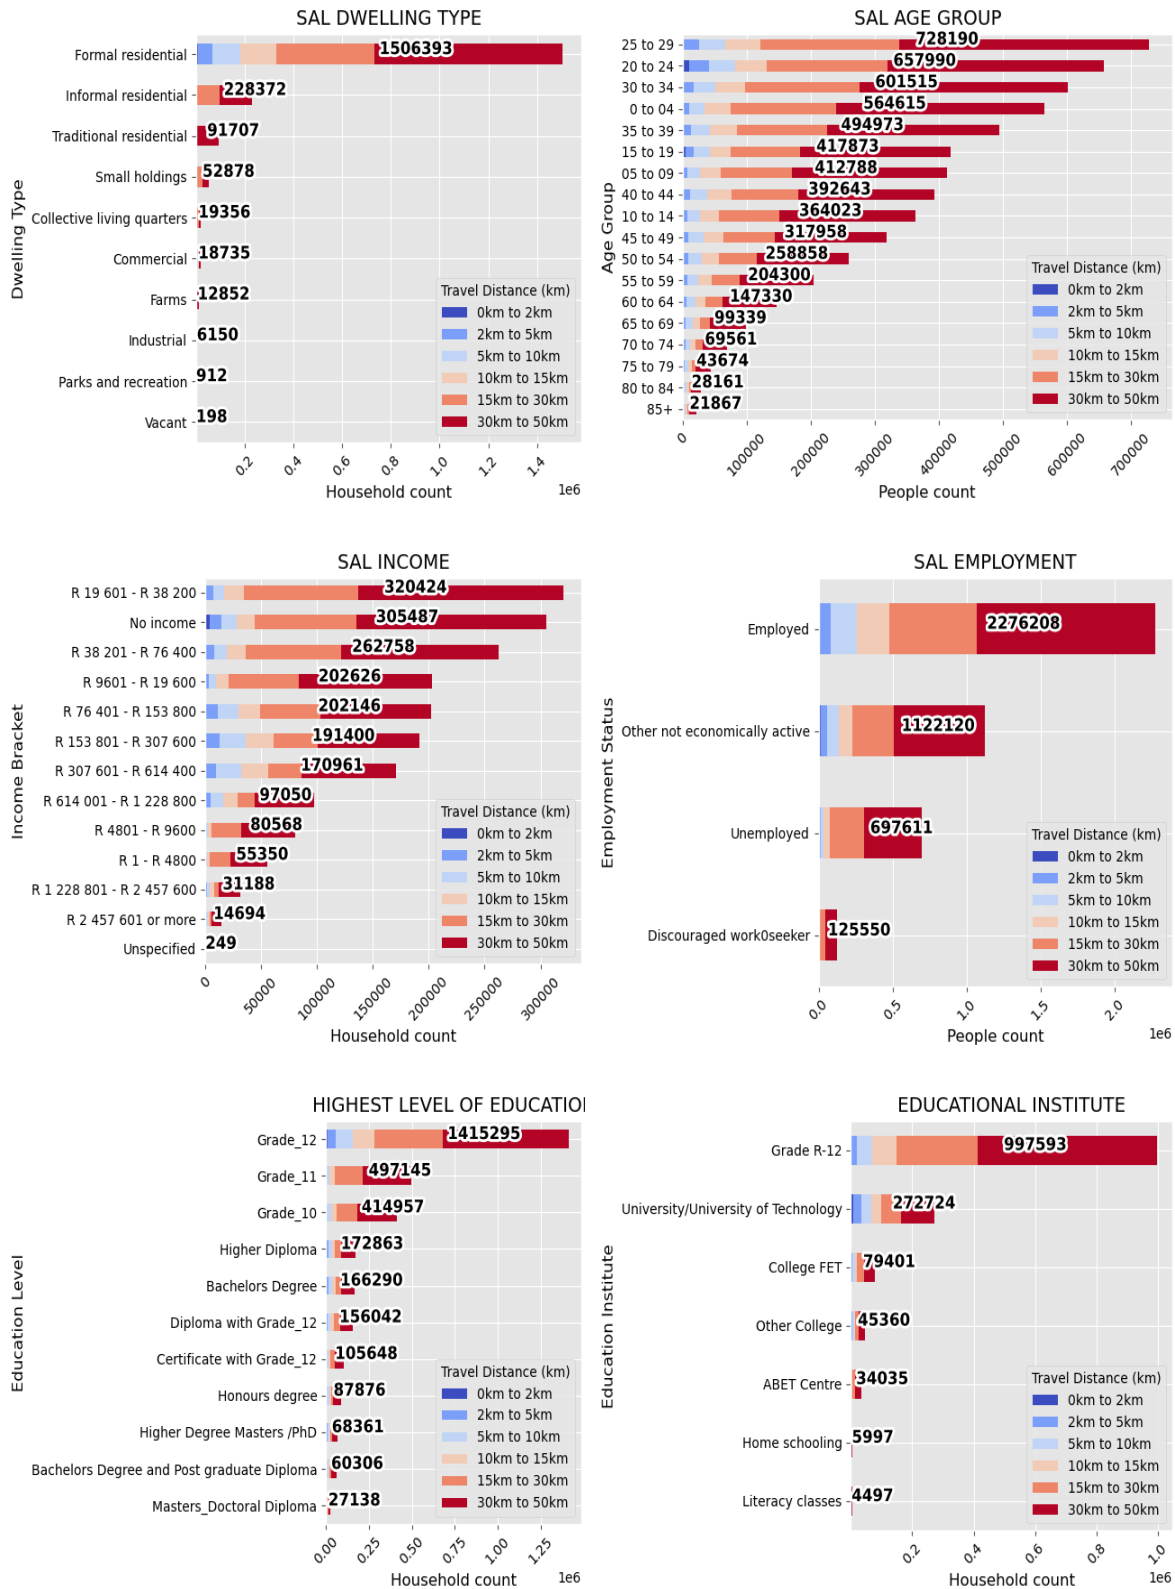 SAL DWELLING TYPE
Dwelling Type
Formal residential
1506393
Informal residential
228372
Traditional residential
91707
Small holdings
52878
Collective living quarters
19356
Commercial
18735
Farms
12852
Industrial
6150
Parks and recreation
912
Vacant
198
Travel Distance (km)
0km to 2km
2km to 5km
5km to 10km
10km to 15km
15km to 30km
30km to 50km
0.2 0.4 0.6 0.8 1.0 1.2 1.4
1e6
Household count
SAL AGE GROUP
Age Group
25 to 29
728190
20 to 24
657990
30 to 34
601515
0 to 04
564615
35 to 39
494973
15 to 19
417873
05 to 09
412788
40 to 44
392643
10 to 14
364023
45 to 49
317958
50 to 54
258858
55 to 59
204300
60 to 64
147330
65 to 69
99339
70 to 74
69561
75 to 79
43674
80 to 84
28161
85+
21867
Travel Distance (km)
0km to 2km
2km to 5km
5km to 10km
10km to 15km
15km to 30km
30km to 50km
0 100000 200000 300000 400000 500000 600000 700000
People count
SAL INCOME
Income Bracket
R 19 601 - R 38 200
320424
No income
305487
R 38 201 - R 76 400
262758
R 9601 - R 19 600
202626
R 76 401 - R 153 800
202146
R 153 801 - R 307 600
191400
R 307 601 - R 614 400
170961
R 614 001 - R 1 228 800
97050
R 4801 - R 9600
80568
R 1 - R 4800
55350
R 1 228 801 - R 2 457 600
31188
R 2 457 601 or more
14694
Unspecified
249
Travel Distance (km)
0km to 2km
2km to 5km
5km to 10km
10km to 15km
15km to 30km
30km to 50km
0 50000 100000 150000 200000 250000 300000
Household count
SAL EMPLOYMENT
Employment Status
Employed
2276208
Other not economically active
1122120
Unemployed
697611
Discouraged work0seeker
125550
Travel Distance (km)
0km to 2km
2km to 5km
5km to 10km
10km to 15km
15km to 30km
30km to 50km
0.0 0.5 1.0 1.5 2.0
1e6
People count
HIGHEST LEVEL OF EDUCATIO
Education Level
Grade_12
1415295
Grade_11
497145
Grade_10
414957
Higher Diploma
172863
Bachelors Degree
166290
Diploma with Grade_12
156042
Certificate with Grade_12
105648
Honours degree
87876
Higher Degree Masters /PhD
68361
Bachelors Degree and Post graduate Diploma
60306
Masters_Doctoral Diploma
27138
Travel Distance (km)
0km to 2km
2km to 5km
5km to 10km
10km to 15km
15km to 30km
30km to 50km
0.00 0.25 0.50 0.75 1.00 1.25
1e6
Household count
EDUCATIONAL INSTITUTE
Education Institute
Grade R-12
997593
University/University of Technology
272724
College FET
79401
Other College
45360
ABET Centre
34035
Home schooling
5997
Literacy classes
4497
Travel Distance (km)
0km to 2km
2km to 5km
5km to 10km
10km to 15km
15km to 30km
30km to 50km
0.2 0.4 0.6 0.8 1.0
1e6
Household count